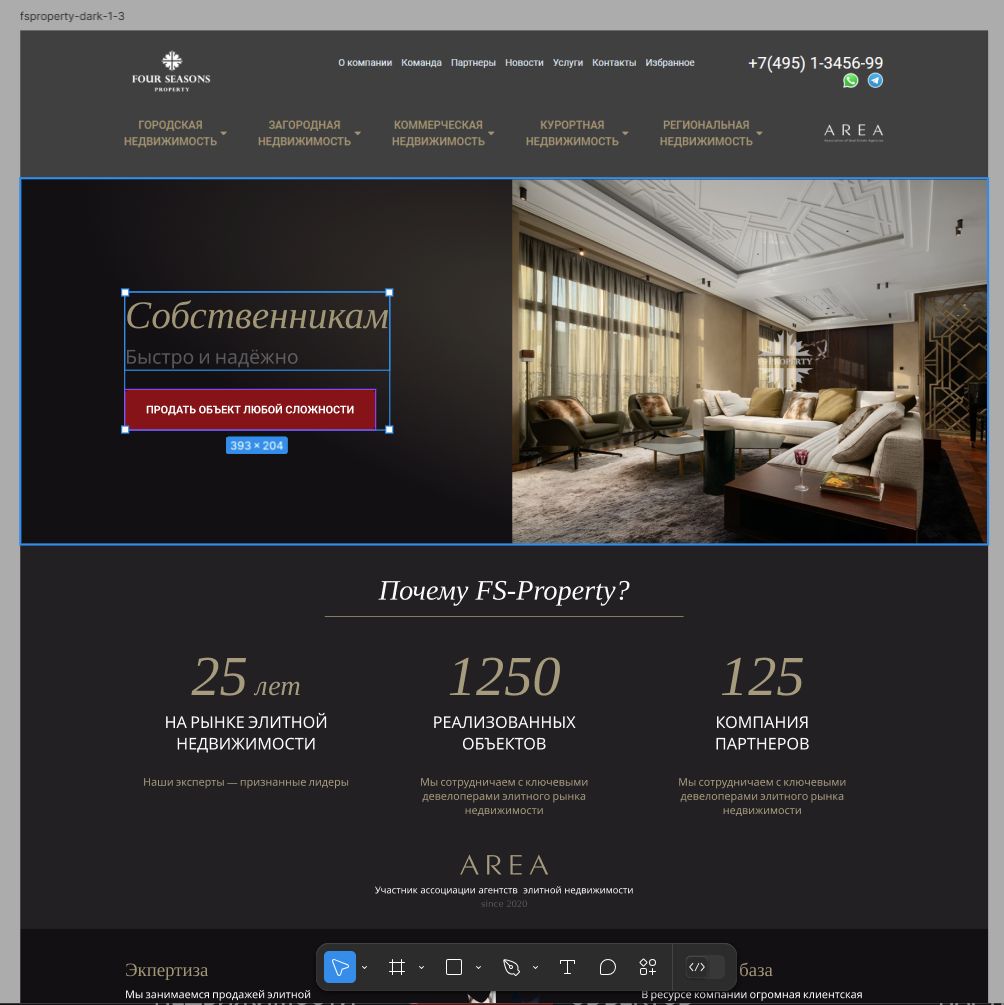 fsproperty-dark-1-3
FOUR SEASONS
PROPERTY
О компании Команда Партнеры Новости Услуги Контакты Избранное
+7(495) 1-3456-99
ГОРОДСКАЯ
НЕДВИЖИМОСТЬ
ЗАГОРОДНАЯ
НЕДВИЖИМОСТЬ
КОММЕРЧЕСКАЯ
НЕДВИЖИМОСТЬ
КУРОРТНАЯ
НЕДВИЖИМОСТЬ
РЕГИОНАЛЬНАЯ
НЕДВИЖИМОСТЬ
AREA
Собственникам
Быстро и надёжно
ПРОДАТЬ ОБЪЕКТ ЛЮБОЙ СЛОЖНОСТИ
393 × 204
PROPERTY
Почему FS-Property?
25 лет
НА РЫНКЕ ЭЛИТНОЙ
НЕДВИЖИМОСТИ
Наши эксперты — признанные лидеры
1250
РЕАЛИЗОВАННЫХ
ОБЪЕКТОВ
Мы сотрудничаем с ключевыми
девелоперами элитного рынка
недвижимости
125
КОМПАНИЯ
ПАРТНЕРОВ
Мы сотрудничаем с ключевыми
девелоперами элитного рынка
недвижимости
AREA
Участник ассоциации агентств элитной недвижимости
since 2020
Экпертиза
Мы занимаемся продажей элитной
база
В ресурсе компании огромная клиентская